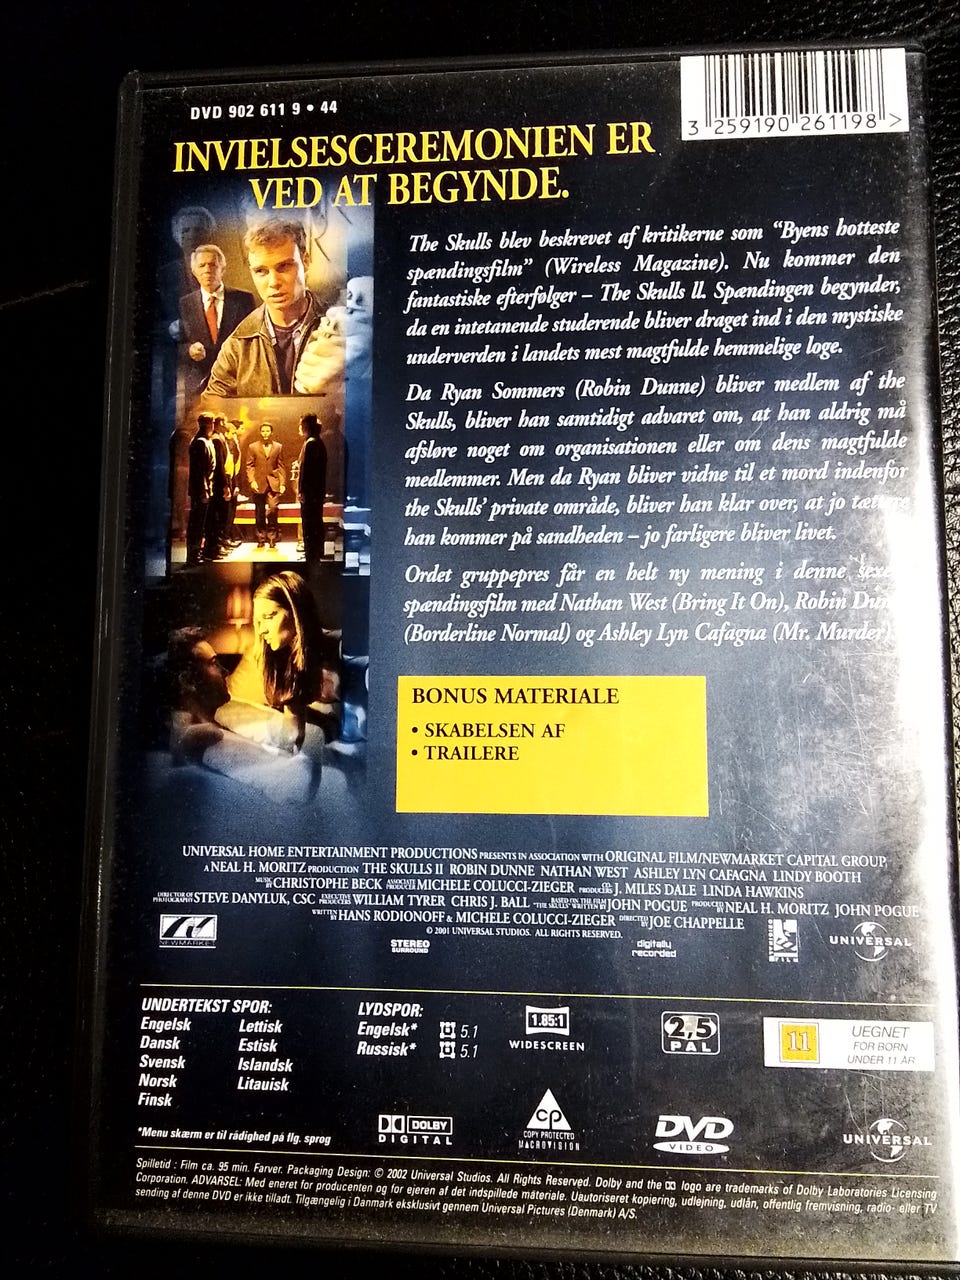 DVD 902 611 9 • 44
3 259190 261198 >
INVIELSESCEREMONIEN ER
VED AT BEGYNDE.
The Skulls blev beskrevet af kritikerne som “Byens hotteste
spændingsfilm” (Wireless Magazine). Nu kommer den
fantastiske efterfølger – The Skulls ll. Spændingen begynder,
da en intetanende studerende bliver draget ind i den mystiske
underverden i landets mest magtfulde hemmelige loge.
Da Ryan Sommers (Robin Dunne) bliver medlem af the
Skulls, bliver han samtidigt advaret om, at han aldrig må
afsløre noget om organisationen eller om dens magtfulde
medlemmer. Men da Ryan bliver vidne til et mord indenfor
the Skulls’ private område, bliver han klar over, at jo tættere
han kommer på sandheden – jo farligere bliver livet.
Ordet gruppepres får en helt ny mening i denne
spændingsfilm med Nathan West (Bring It On), Robin
(Borderline Normal) og Ashley Lyn Cafagna (Mr. Murder).
BONUS MATERIALE
• SKABELSEN AF
• TRAILERE
UNIVERSAL HOME ENTERTAINMENT PRODUCTIONS PRESENTS IN ASSOCIATION WITH ORIGINAL FILM/NEWMARKET CAPITAL GROUP,
A NEAL H. MORITZ PRODUCTION THE SKULLS II ROBIN DUNNE NATHAN WEST ASHLEY LYN CAFAGNA LINDY BOOTH
MUSIC BY CHRISTOPHE BECK ASSOCIATE PRODUCER MICHELE COLUCCI-ZIEGER CO-PRODUCERS J. MILES DALE LINDA HAWKINS
DIRECTOR OF PHOTOGRAPHY STEVE DANYLUK, CSC EXECUTIVE PRODUCERS WILLIAM TYRER CHRIS J. BALL BASED ON THE FILM "THE SKULLS" WRITTEN BY JOHN POGUE PRODUCED BY NEAL H. MORITZ JOHN POGUE
WRITTEN BY HANS RODIONOFF & MICHELE COLUCCI-ZIEGER DIRECTED BY JOE CHAPPELLE
© 2001 UNIVERSAL STUDIOS. ALL RIGHTS RESERVED.
NEWMARKET
STEREO
SURROUND
digitally
recorded
ORIGINAL
FILM
UNIVERSAL
UNDERTEKST SPOR:
Engelsk
Dansk
Svensk
Norsk
Finsk
Lettisk
Estisk
Islandsk
Litauisk
LYDSPOR:
Engelsk* 5.1
Russisk* 5.1
1.85:1
WIDESCREEN
2,5
PAL
11
UEGNET
FOR BØRN
UNDER 11 ÅR
*Menu skærm er til rådighed på flg. sprog
DOLBY
DIGITAL
CP
COPY PROTECTED
MACROVISION
DVD
VIDEO
UNIVERSAL
Spilletid : Film ca. 95 min. Farver. Packaging Design: © 2002 Universal Studios. All Rights Reserved. Dolby and the logo are trademarks of Dolby Laboratories Licensing
Corporation. ADVARSEL: Med eneret for producenten og for ejeren af det indspillede materiale. Uautoriseret kopiering, udlejning, udlån, offentlig fremvisning, radio- eller TV
sending af denne DVD er ikke tilladt. Tilgængelig i Danmark eksklusivt gennem Universal Pictures (Denmark) A/S.